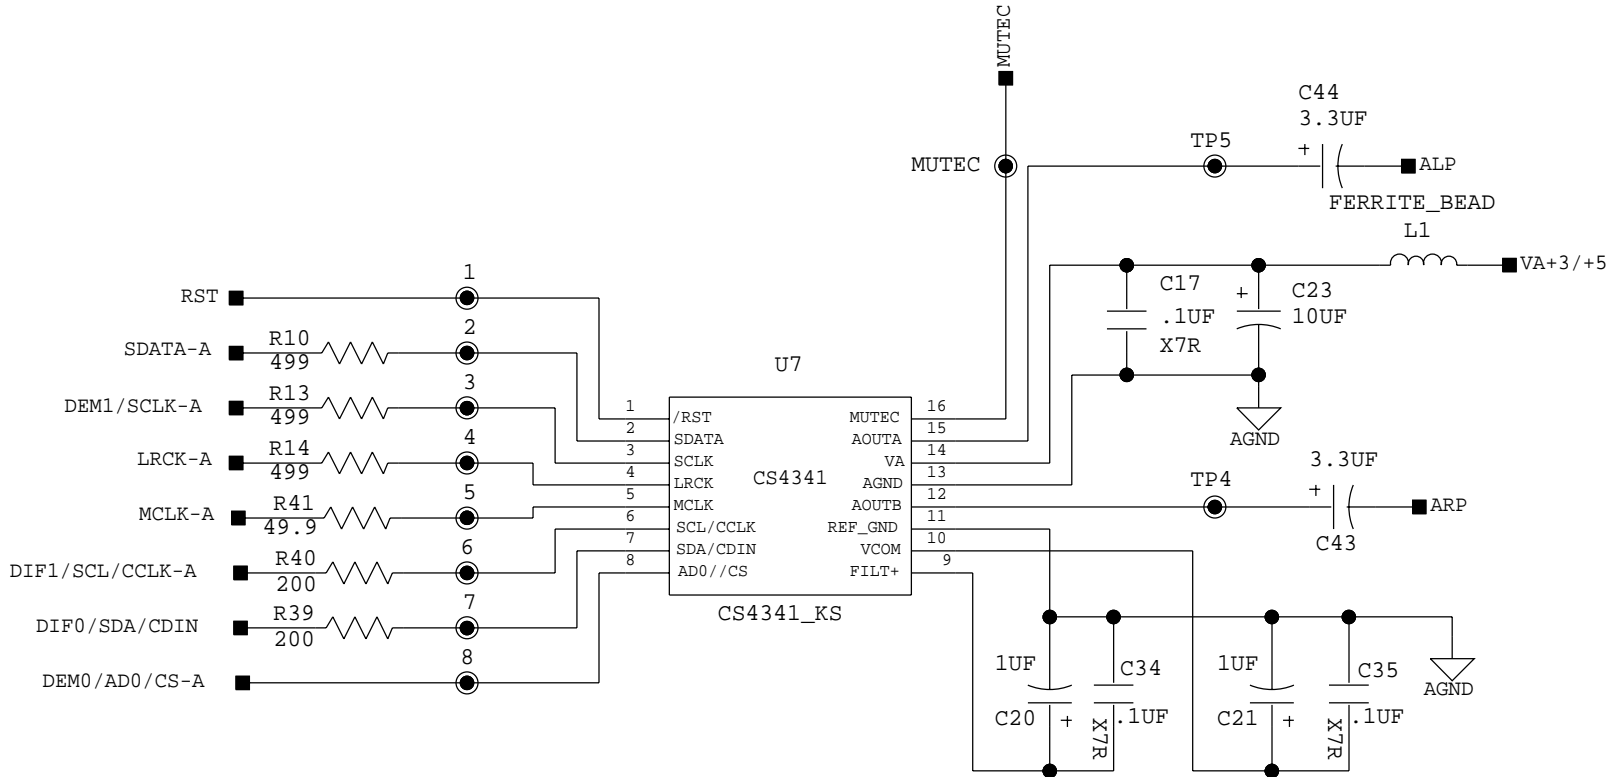 MUTEC
C44
3.3UF
+
TP5
ALP
MUTEC
FERRITE_BEAD
L1
VA+3/+5
C17
.1UF
X7R
+
C23
10UF
AGND
1
RST
2
SDATA-A
R10
499
3
DEM1/SCLK-A
R13
499
4
LRCK-A
R14
499
5
MCLK-A
R41
49.9
6
DIF1/SCL/CCLK-A
R40
200
7
DIF0/SDA/CDIN
R39
200
8
DEM0/AD0/CS-A
U7
1
/RST
2
SDATA
3
SCLK
4
LRCK
5
MCLK
6
SCL/CCLK
7
SDA/CDIN
8
AD0//CS
CS4341
MUTEC
16
AOUTA
15
VA
14
AGND
13
AOUTB
12
REF_GND
11
VCOM
10
FILT+
9
CS4341_KS
3.3UF
TP4
+
ARP
C43
1UF
C34
C20
+
.1UF
X7R
1UF
C35
C21
+
.1UF
X7R
AGND